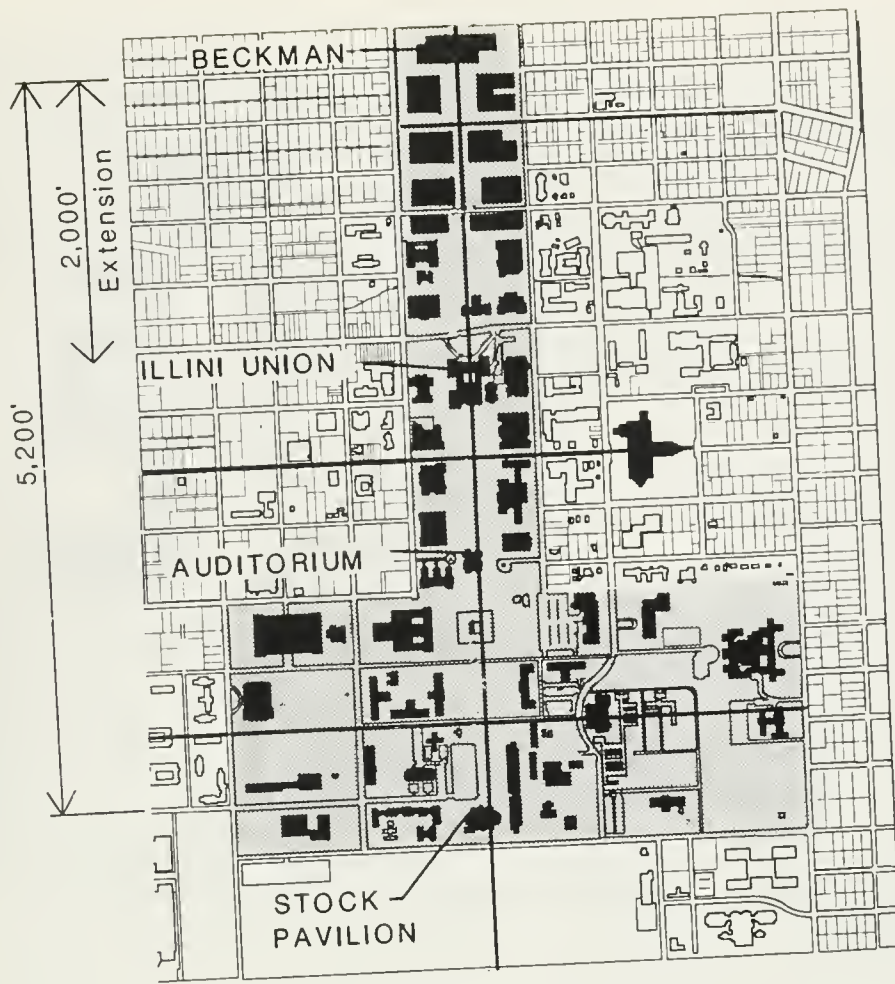 BECKMAN
2,000'
Extension
5,200'
ILLINI UNION
AUDITORIUM
STOCK
PAVILION